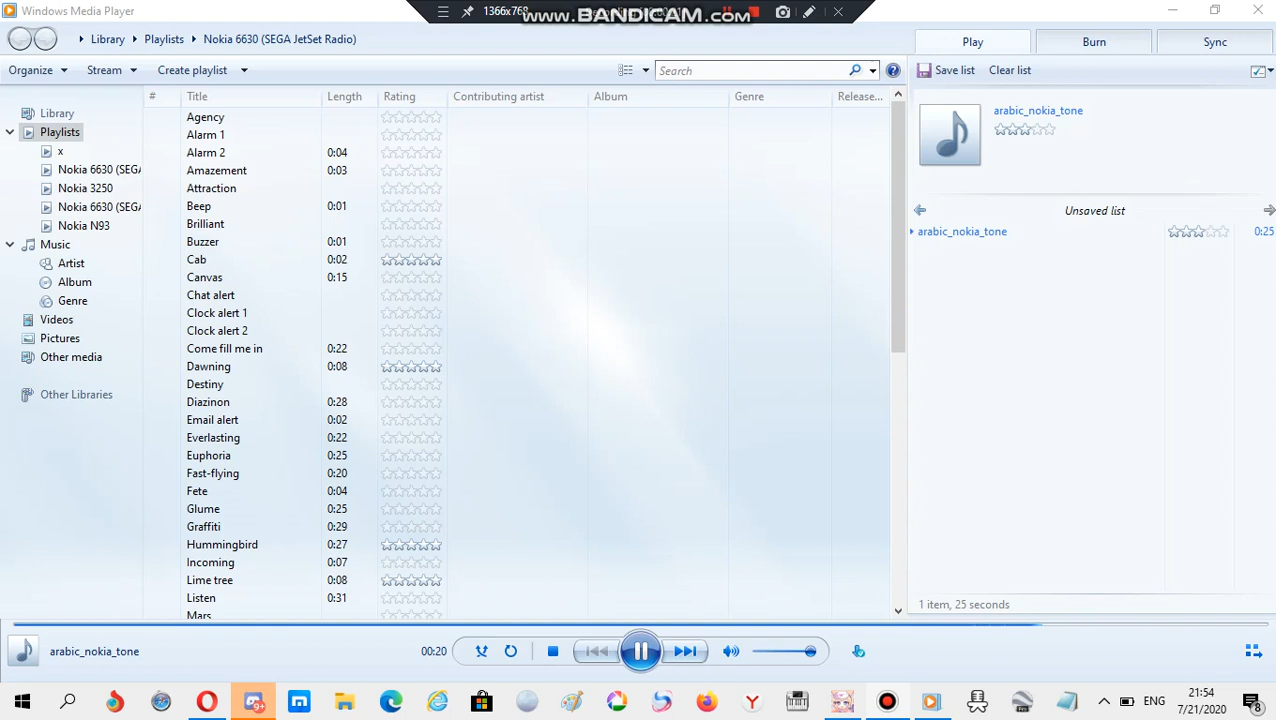 Windows Media Player
1366x768
www.BANDICAM.com
Library Playlists Nokia 6630 (SEGA JetSet Radio)
Play Burn Sync
Organize Stream Create playlist
Search
Save list Clear list
# Title Length Rating Contributing artist Album Genre Release...
Library
Playlists
x
Nokia 6630 (SEGA
Nokia 3250
Nokia 6630 (SEGA
Nokia N93
Music
Artist
Album
Genre
Videos
Pictures
Other media
Other Libraries
Agency
Alarm 1
Alarm 2 0:04
Amazement 0:03
Attraction
Beep 0:01
Brilliant
Buzzer 0:01
Cab 0:02
Canvas 0:15
Chat alert
Clock alert 1
Clock alert 2
Come fill me in 0:22
Dawning 0:08
Destiny
Diazinon 0:28
Email alert 0:02
Everlasting 0:22
Euphoria 0:25
Fast-flying 0:20
Fete 0:04
Glume 0:25
Graffiti 0:29
Hummingbird 0:27
Incoming 0:07
Lime tree 0:08
Listen 0:31
Mars
arabic_nokia_tone
Unsaved list
arabic_nokia_tone 0:25
1 item, 25 seconds
arabic_nokia_tone
00:20
ENG
21:54
7/21/2020
8